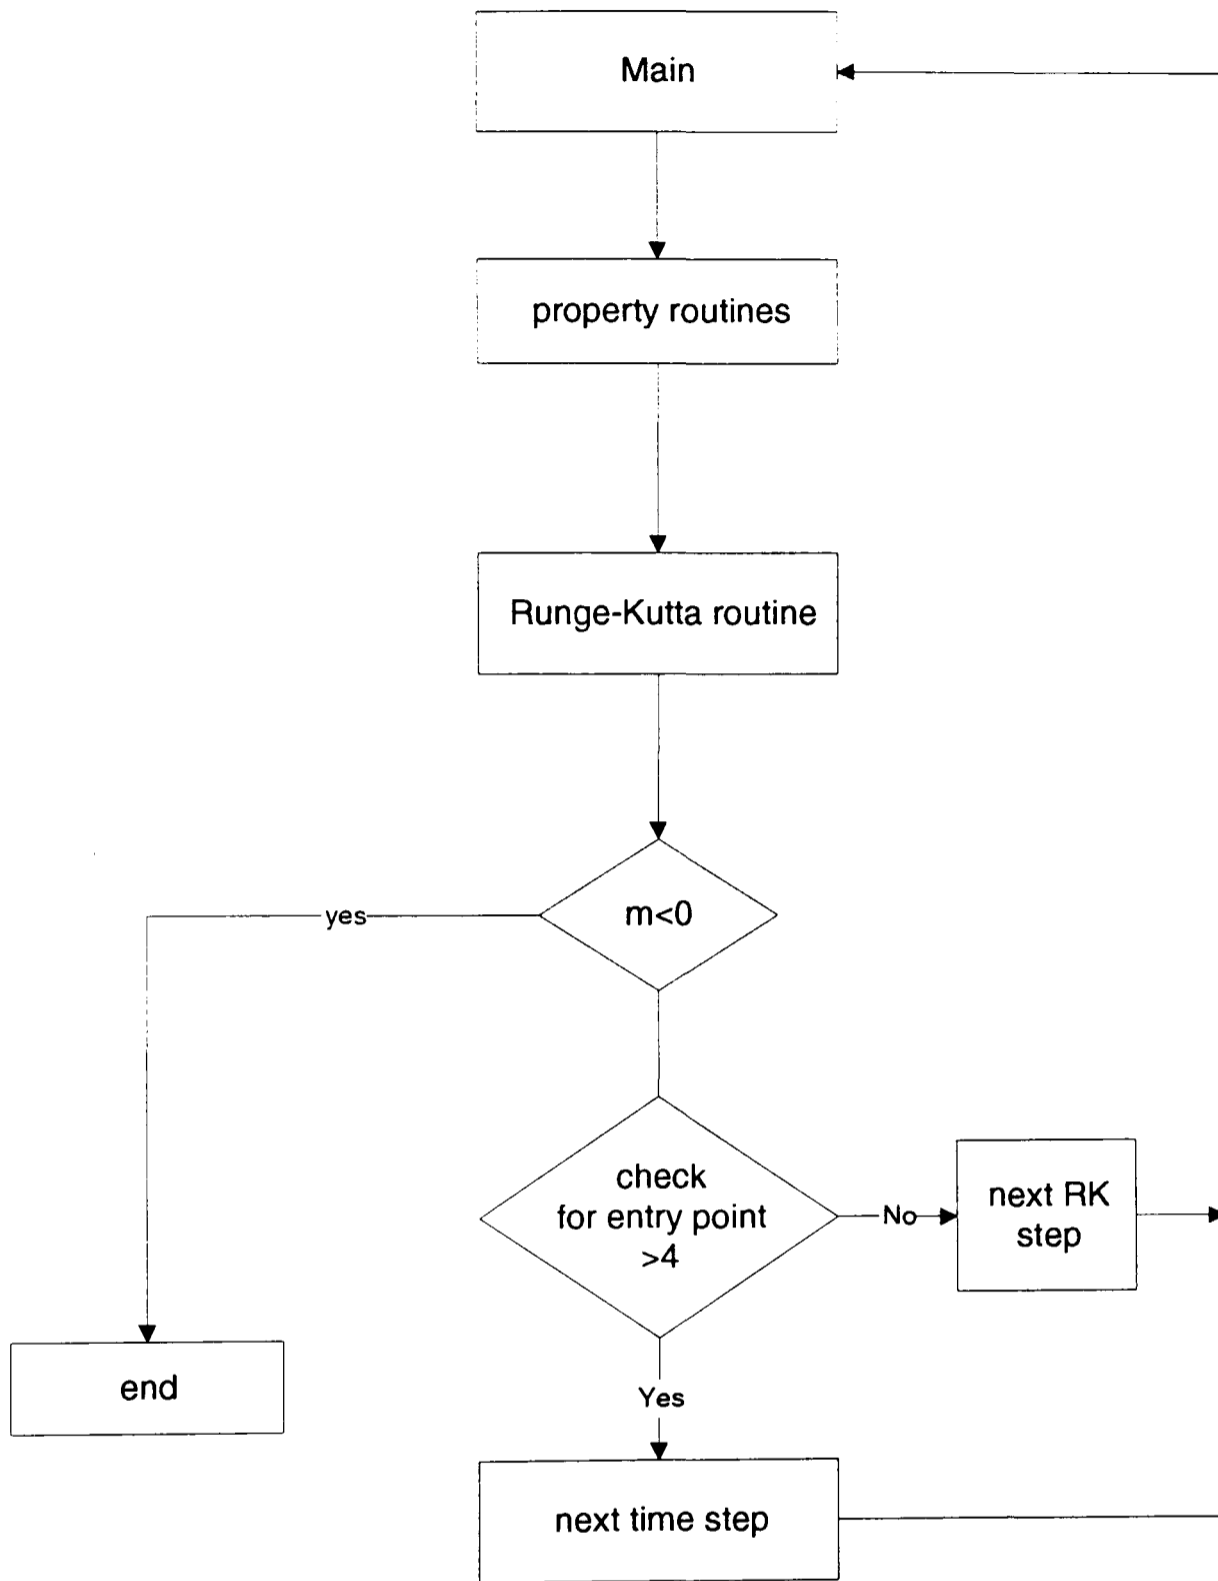 Main
property routines
Runge-Kutta routine
m<0
yes
check
for entry point
>4
No
next RK
step
end
Yes
next time step